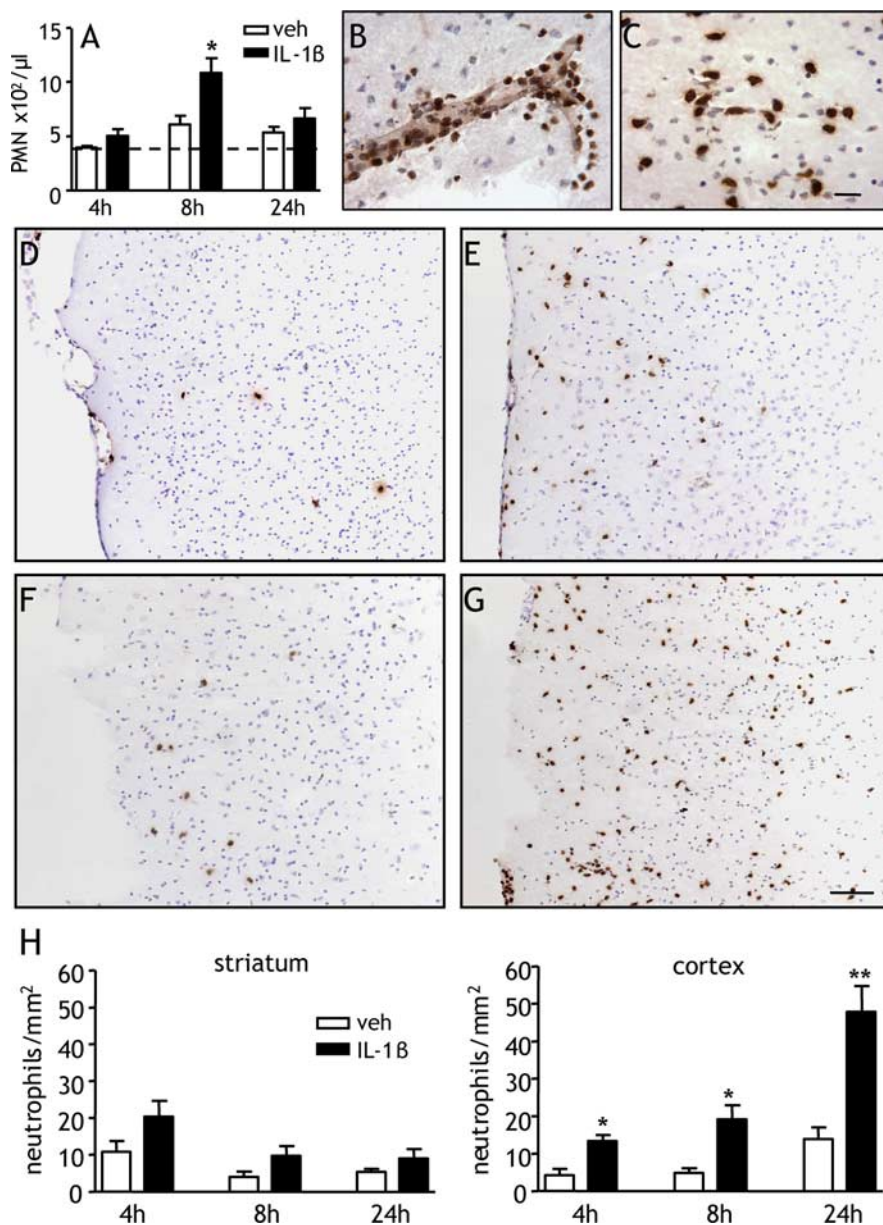 A
veh
IL-1ß
PMN x10²/µl
15
10
5
0
*
4h 8h 24h
B
C
D
E
F
G
H
striatum
neutrophils/mm²
60
50
40
30
20
10
0
veh
IL-1ß
4h 8h 24h
cortex
neutrophils/mm²
60
50
40
30
20
10
0
* * **
4h 8h 24h